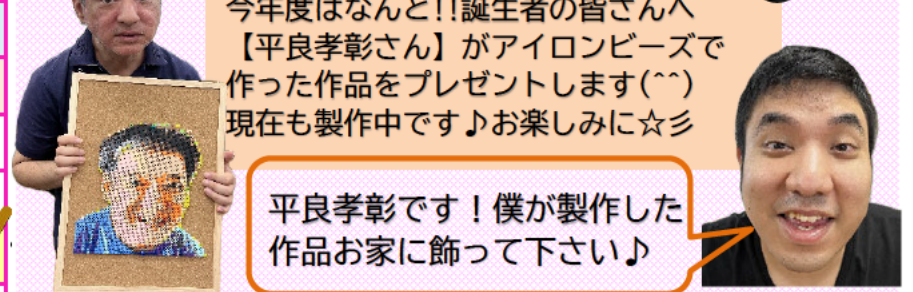 今年度はなんと!!誕生者の皆さんへ
【平良孝彰さん】がアイロンビーズで
作った作品をプレゼントします(^^)
現在も製作中です♪お楽しみに☆彡
平良孝彰です！僕が製作した
作品お家に飾って下さい♪